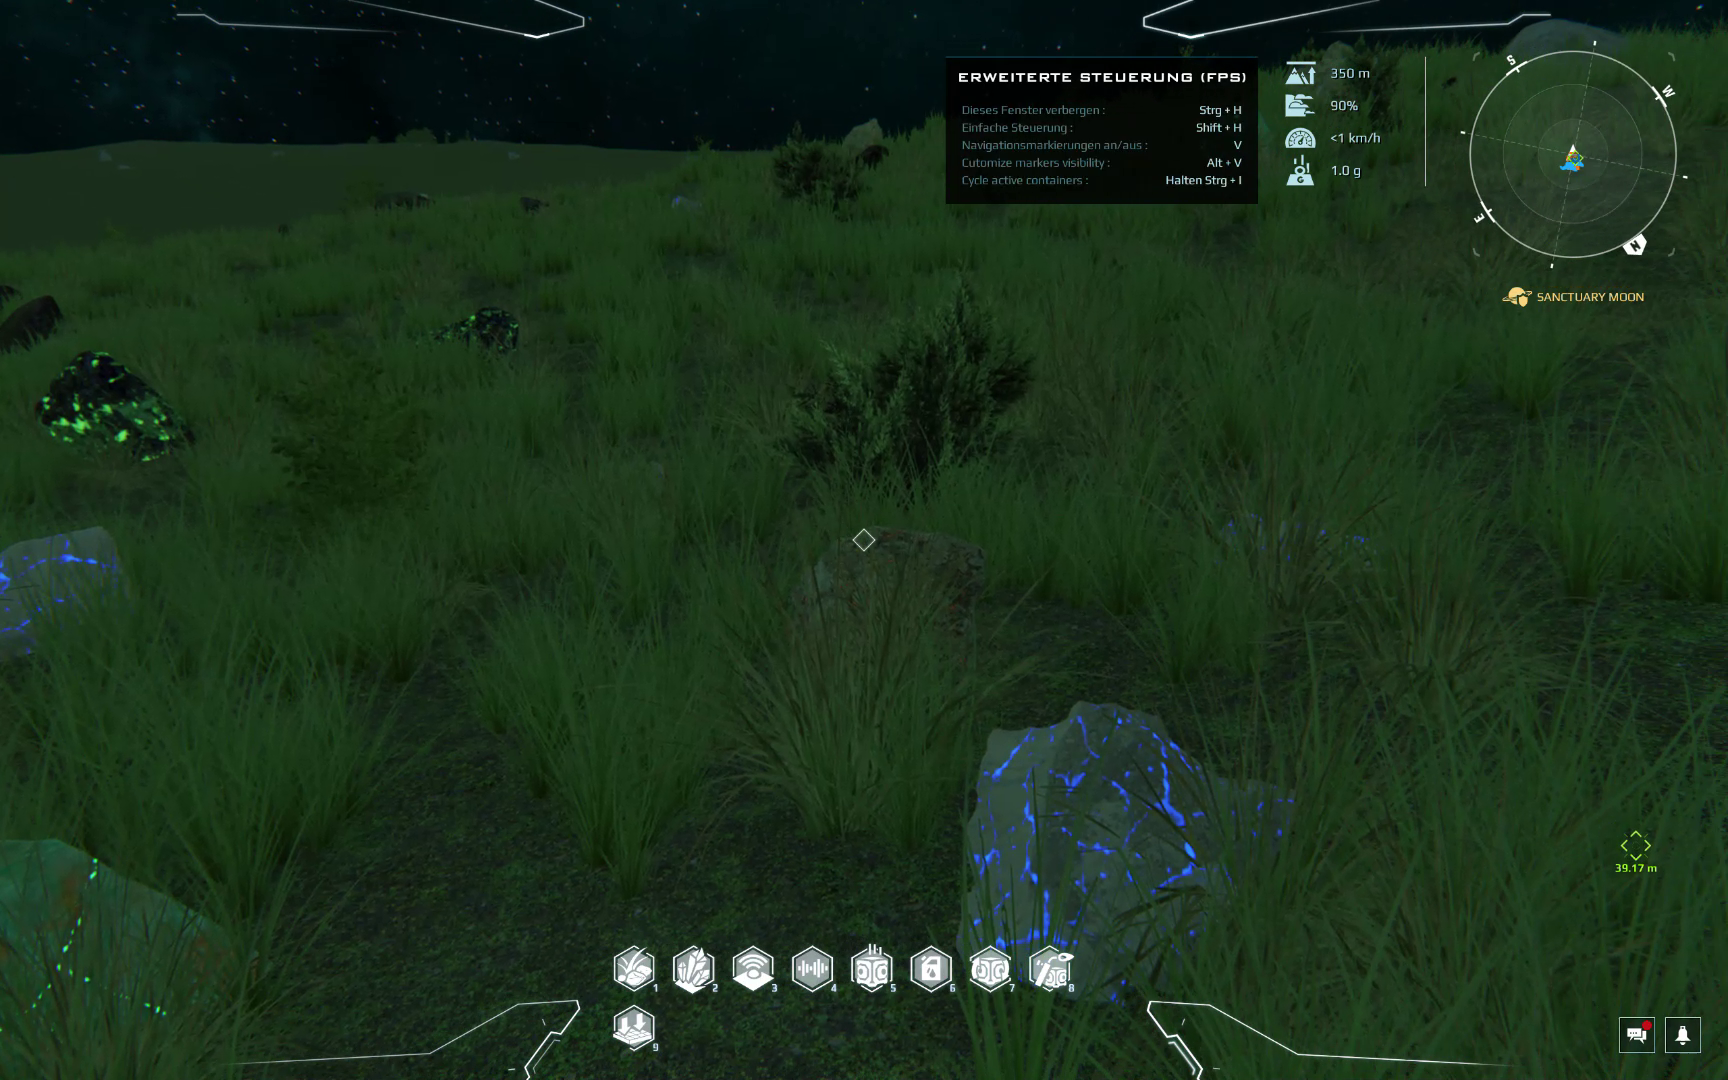 ERWEITERTE STEUERUNG (FPS)
Dieses Fenster verbergen : Strg + H
Einfache Steuerung : Shift + H
Navigationsmarkierungen an/aus : V
Cutomize markers visibility : Alt + V
Cycle active containers : Halten Strg + I
350 m
90%
<1 km/h
1.0 g
G
S
W
E
N
SANCTUARY MOON
39.17 m
1
2
3
4
5
6
7
8
9